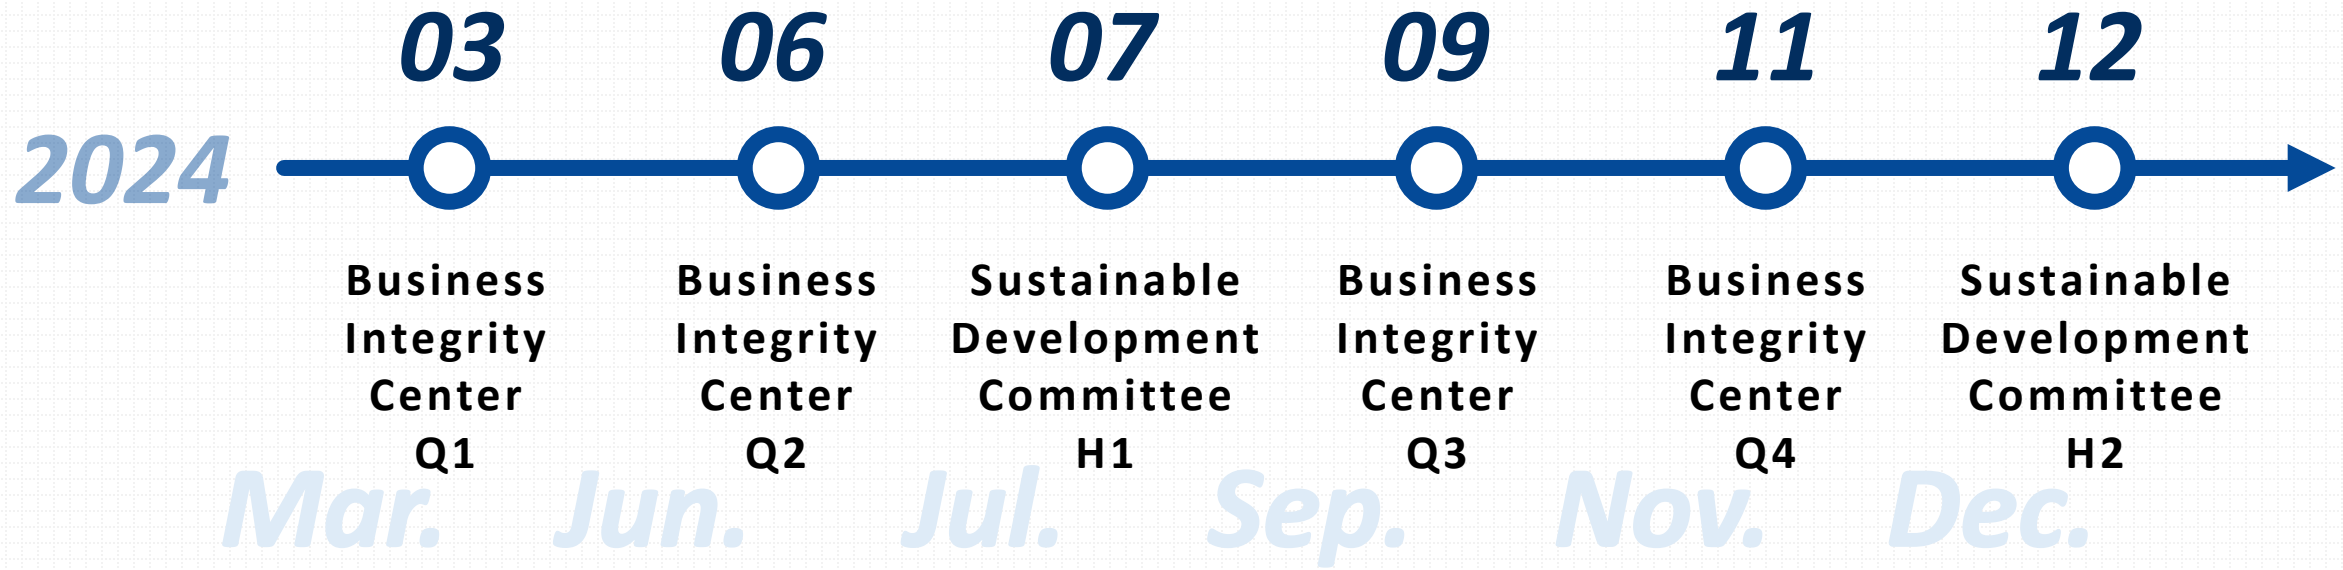 03 06 07 09 11 12
2024
Business Integrity Center Q1
Business Integrity Center Q2
Sustainable Development Committee H1
Business Integrity Center Q3
Business Integrity Center Q4
Sustainable Development Committee H2
Mar. Jun. Jul. Sep. Nov. Dec.